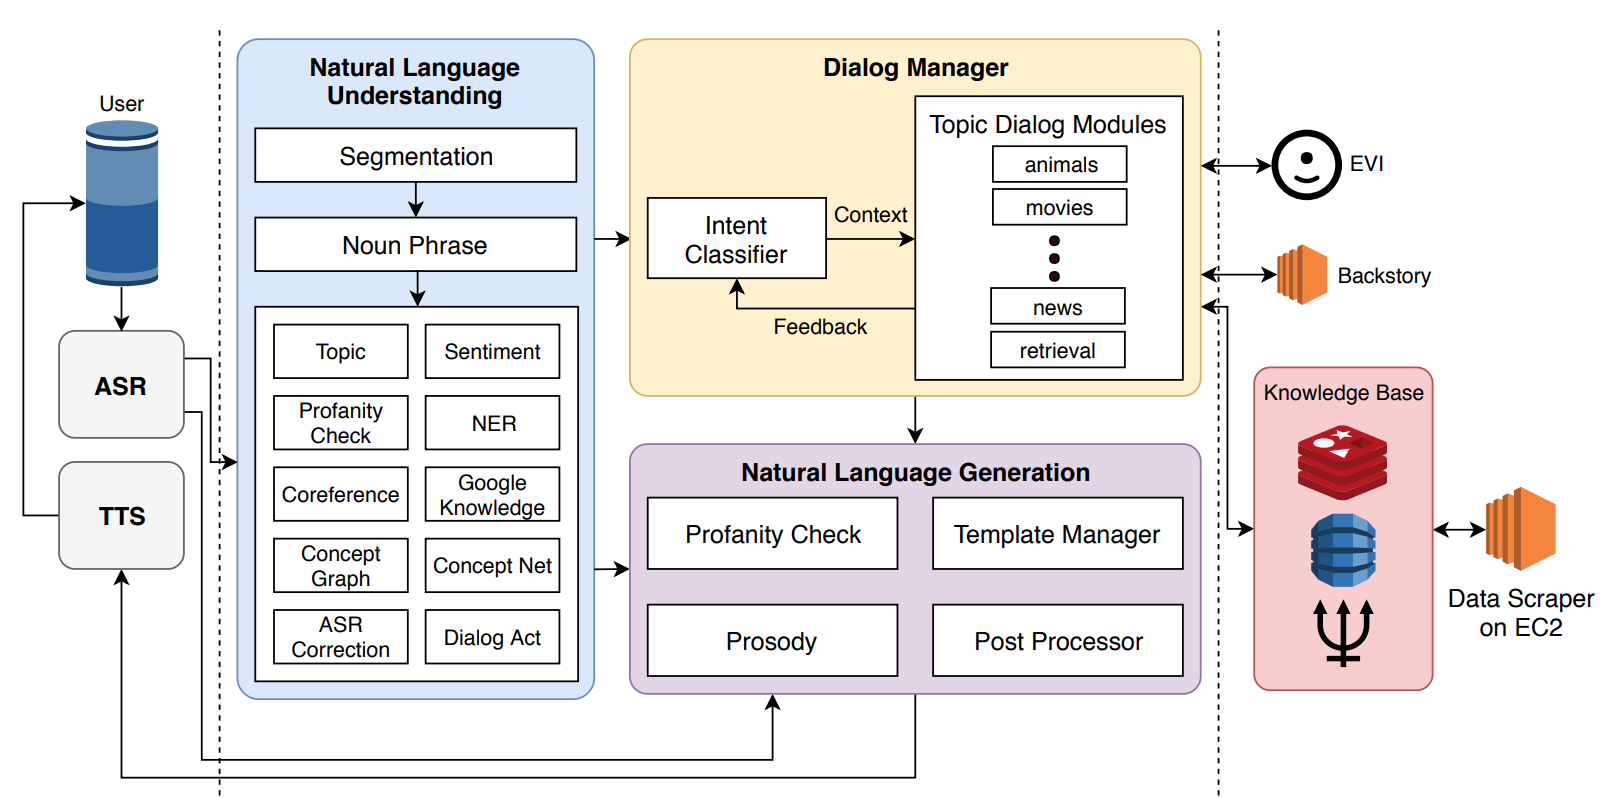 User
ASR
TTS
Natural Language
Understanding
Segmentation
Noun Phrase
Topic
Sentiment
Profanity
Check
NER
Coreference
Google
Knowledge
Concept
Graph
Concept Net
ASR
Correction
Dialog Act
Dialog Manager
Intent
Classifier
Context
Feedback
Topic Dialog Modules
animals
movies
news
retrieval
Natural Language Generation
Profanity Check
Template Manager
Prosody
Post Processor
EVI
Backstory
Knowledge Base
Data Scraper
on EC2